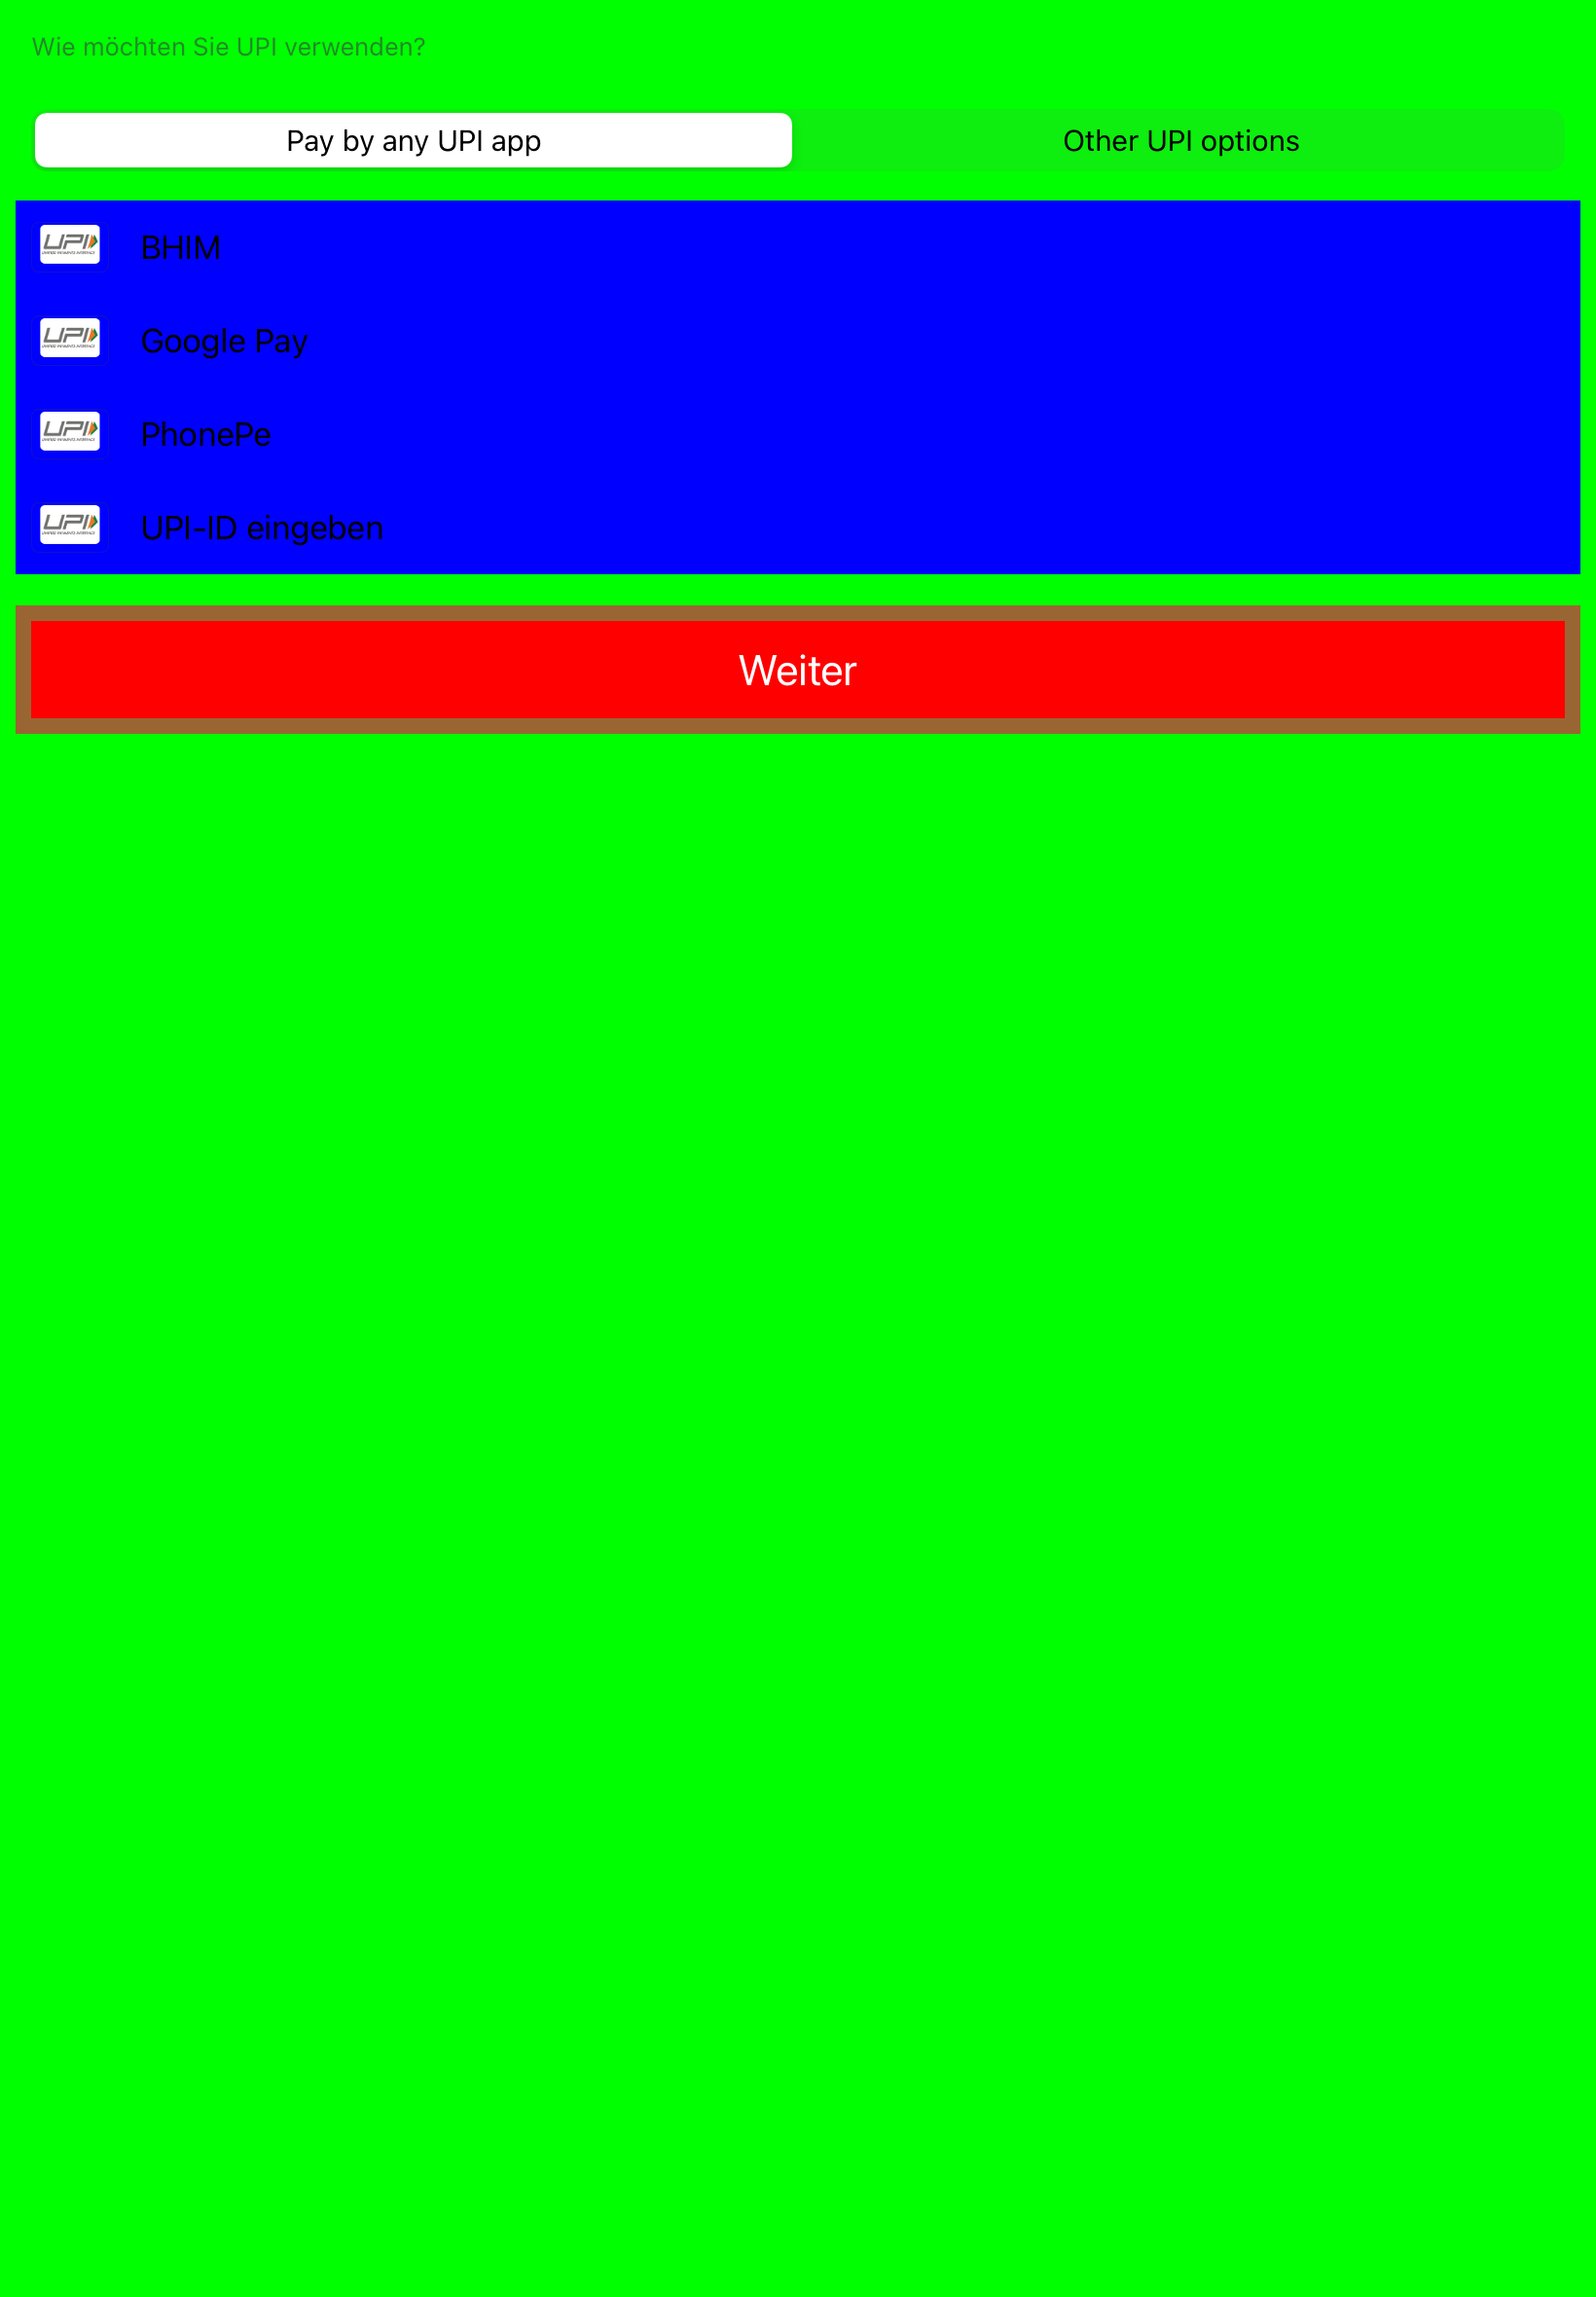 Wie möchten Sie UPI verwenden?
Pay by any UPI app
Other UPI options
UPI
BHIM
UPI
Google Pay
UPI
PhonePe
UPI
UPI-ID eingeben
Weiter